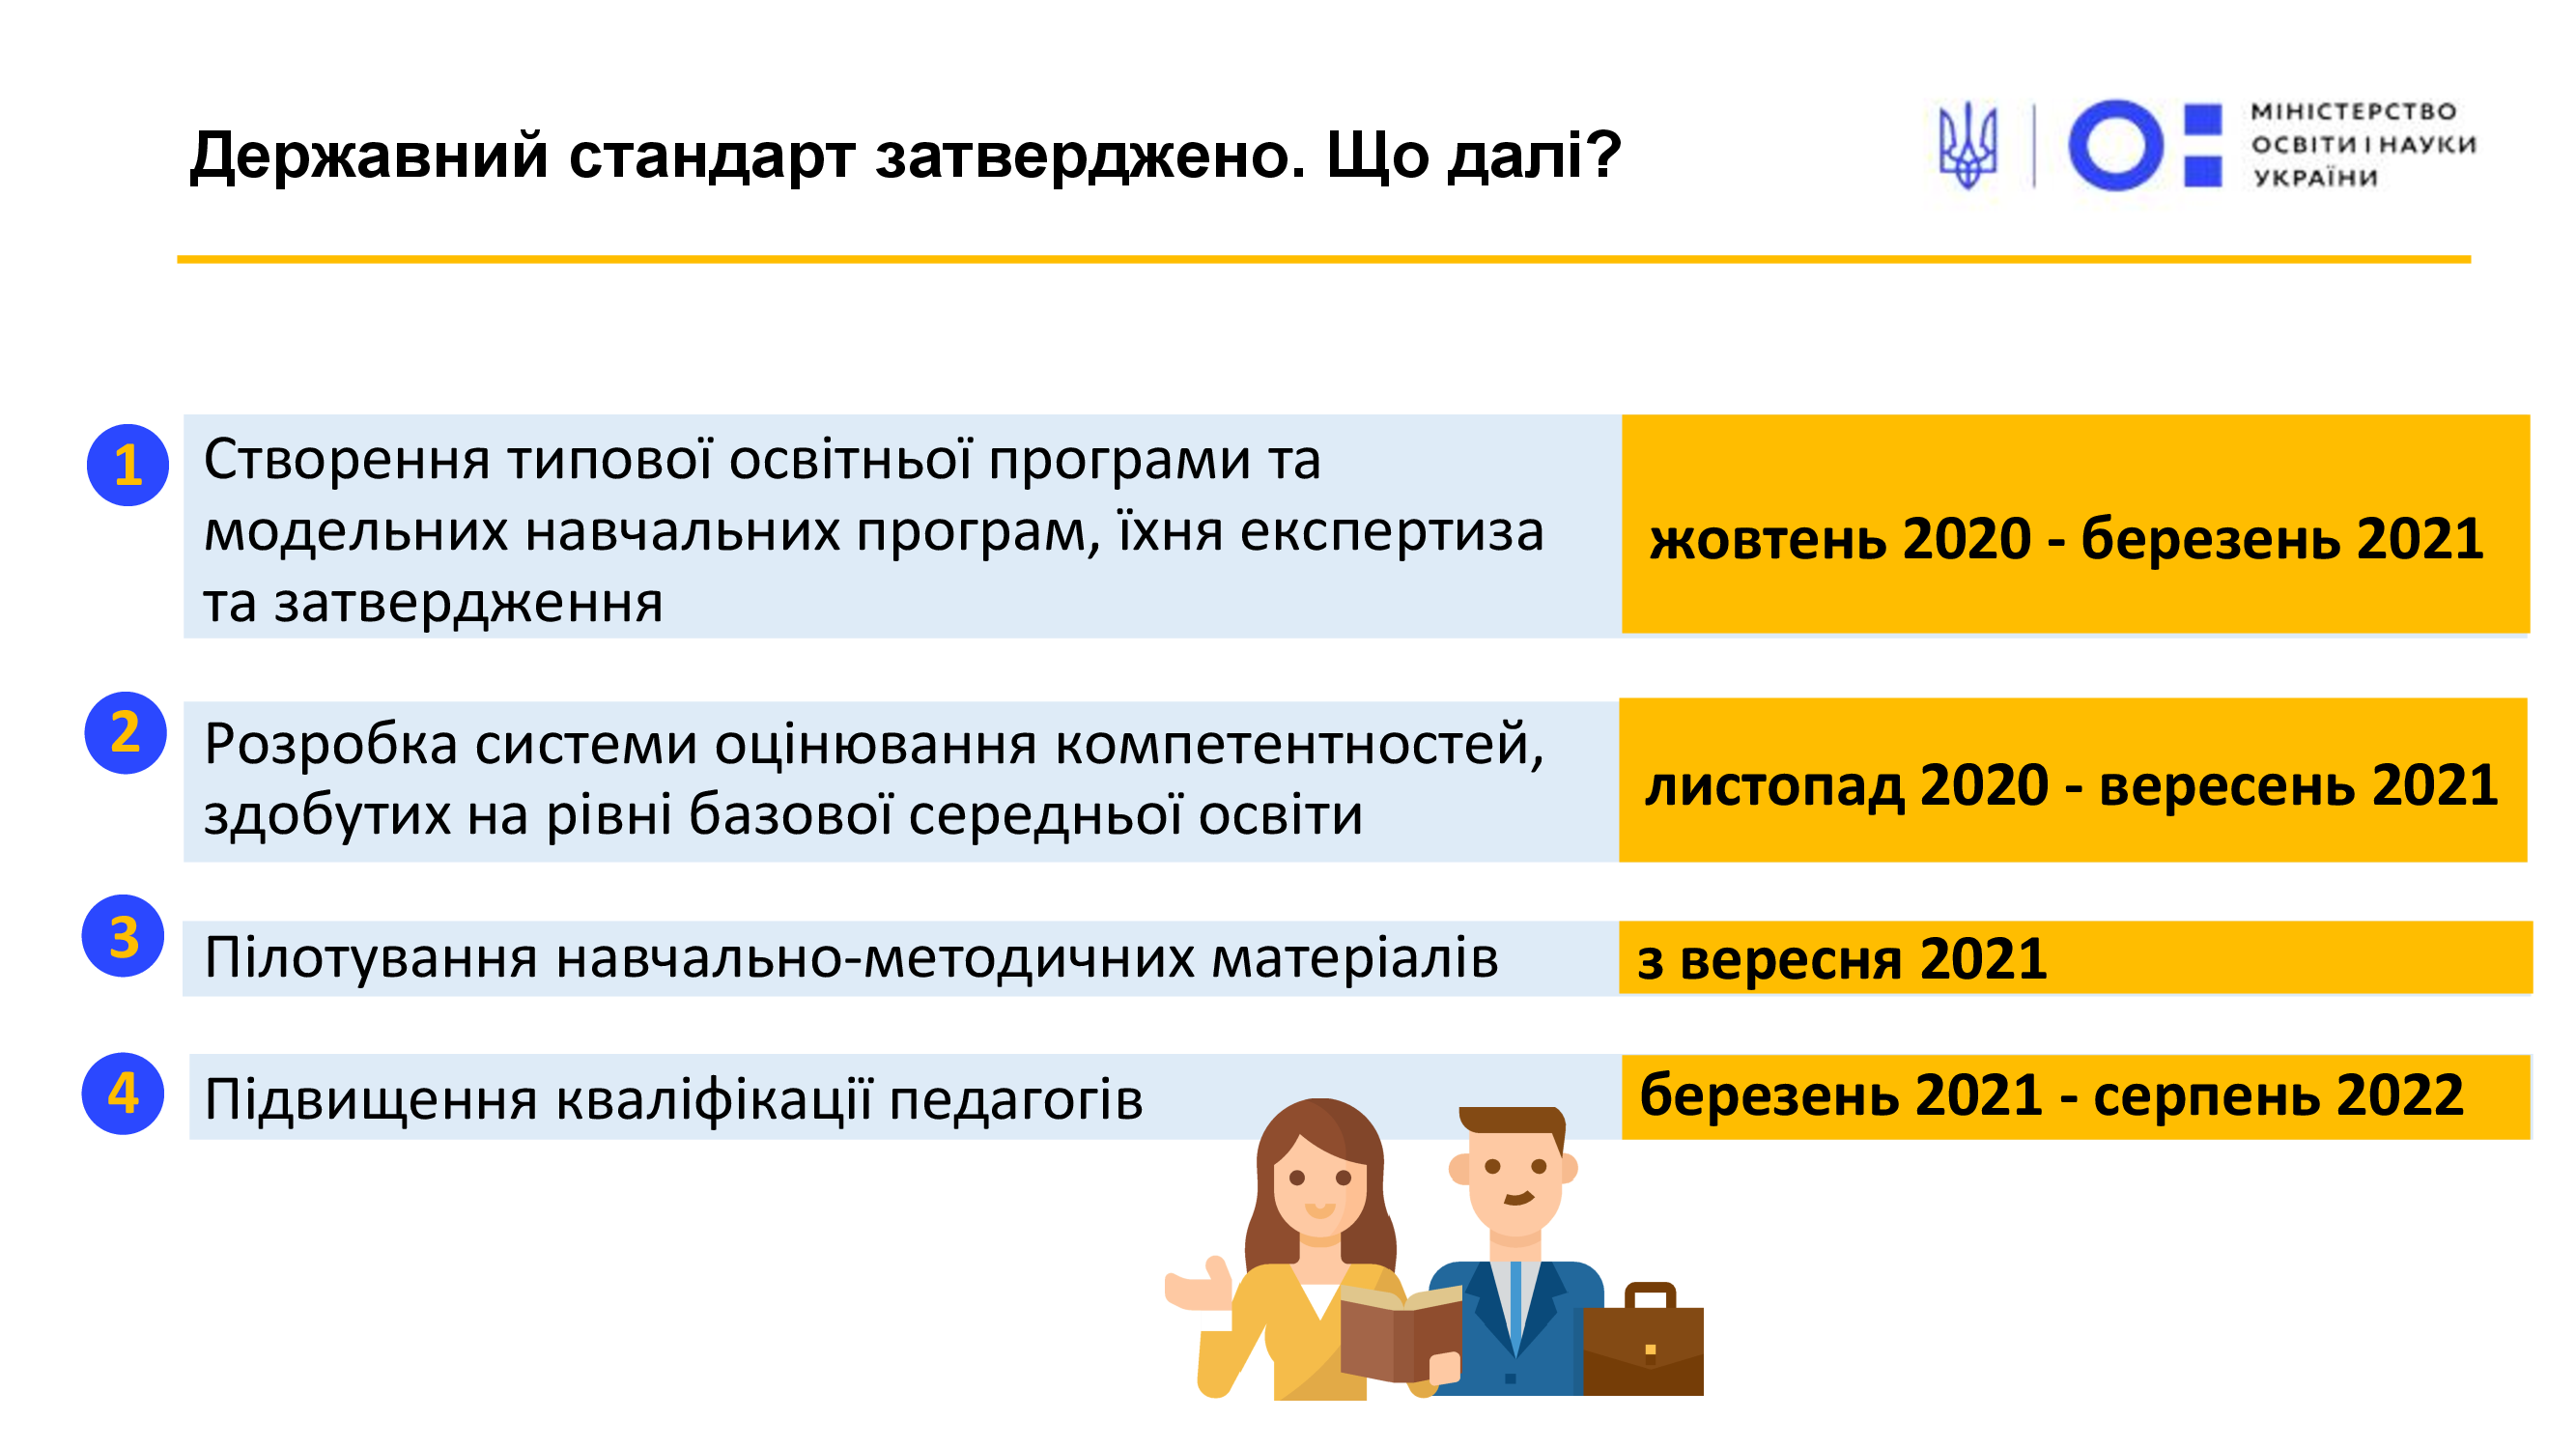 Державний стандарт затверджено. Що далі?
МІНІСТЕРСТВО
ОСВІТИ І НАУКИ
УКРАЇНИ
1
Створення типової освітньої програми та
модельних навчальних програм, їхня експертиза
та затвердження
жовтень 2020 - березень 2021
2
Розробка системи оцінювання компетентностей,
здобутих на рівні базової середньої освіти
листопад 2020 - вересень 2021
3
Пілотування навчально-методичних матеріалів
з вересня 2021
4
Підвищення кваліфікації педагогів
березень 2021 - серпень 2022